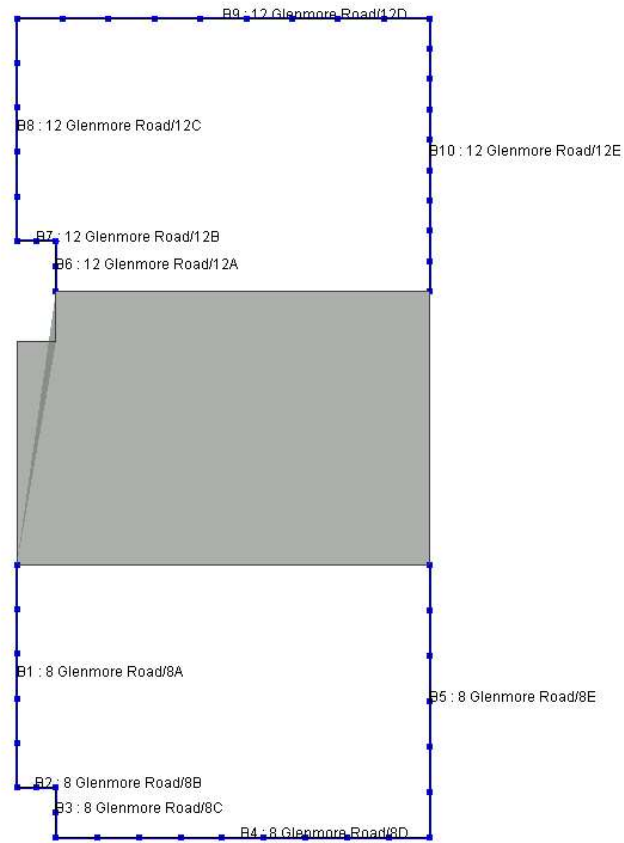 B9 : 12 Glenmore Road/12D
B8 : 12 Glenmore Road/12C
B10 : 12 Glenmore Road/12E
B7 : 12 Glenmore Road/12B
B6 : 12 Glenmore Road/12A
B1 : 8 Glenmore Road/8A
B5 : 8 Glenmore Road/8E
B2 : 8 Glenmore Road/8B
B3 : 8 Glenmore Road/8C
B4 : 8 Glenmore Road/8D